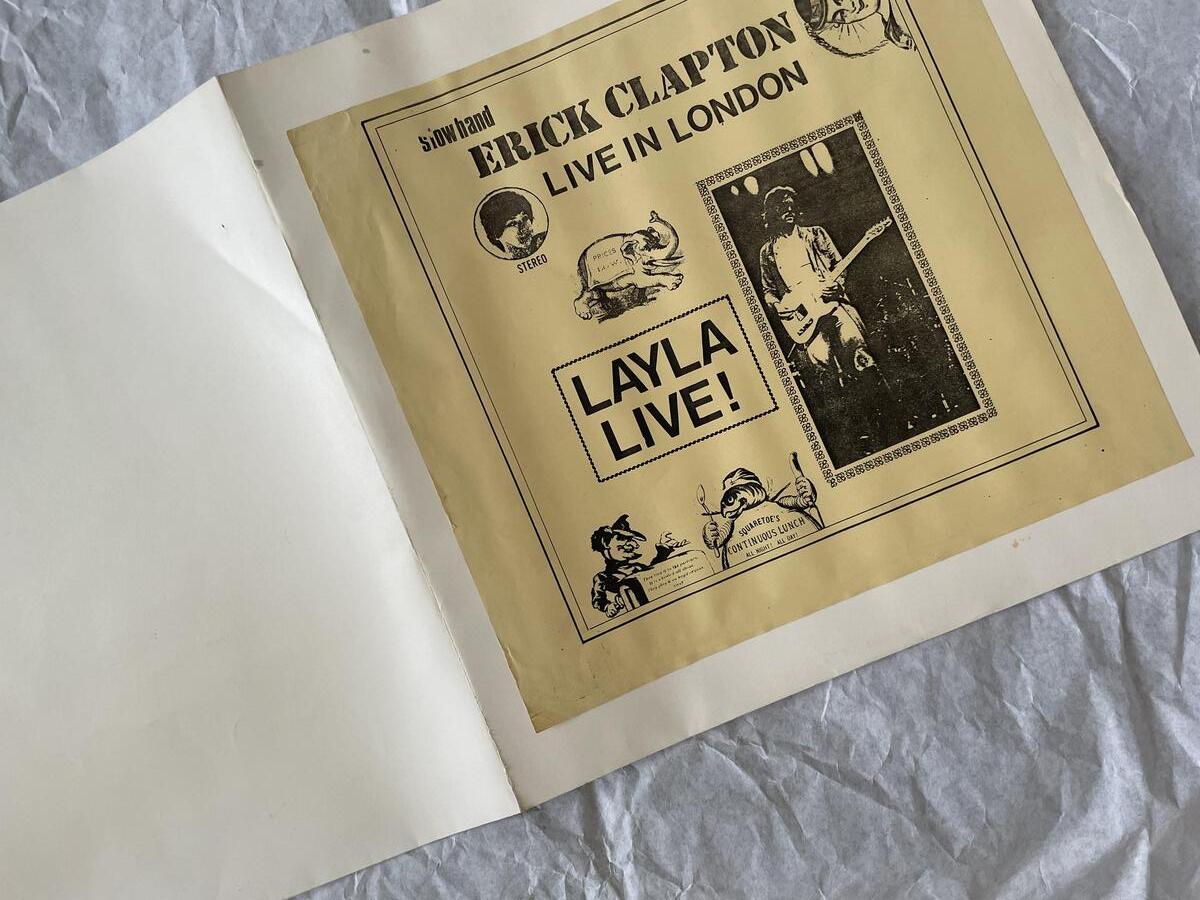 Slowhand
ERICK CLAPTON
LIVE IN LONDON
STEREO
PRICES
LAYLA
LIVE!
SQUARETOE'S
CONTINUOUS LUNCH
ALL NIGHT! ALL DAY!